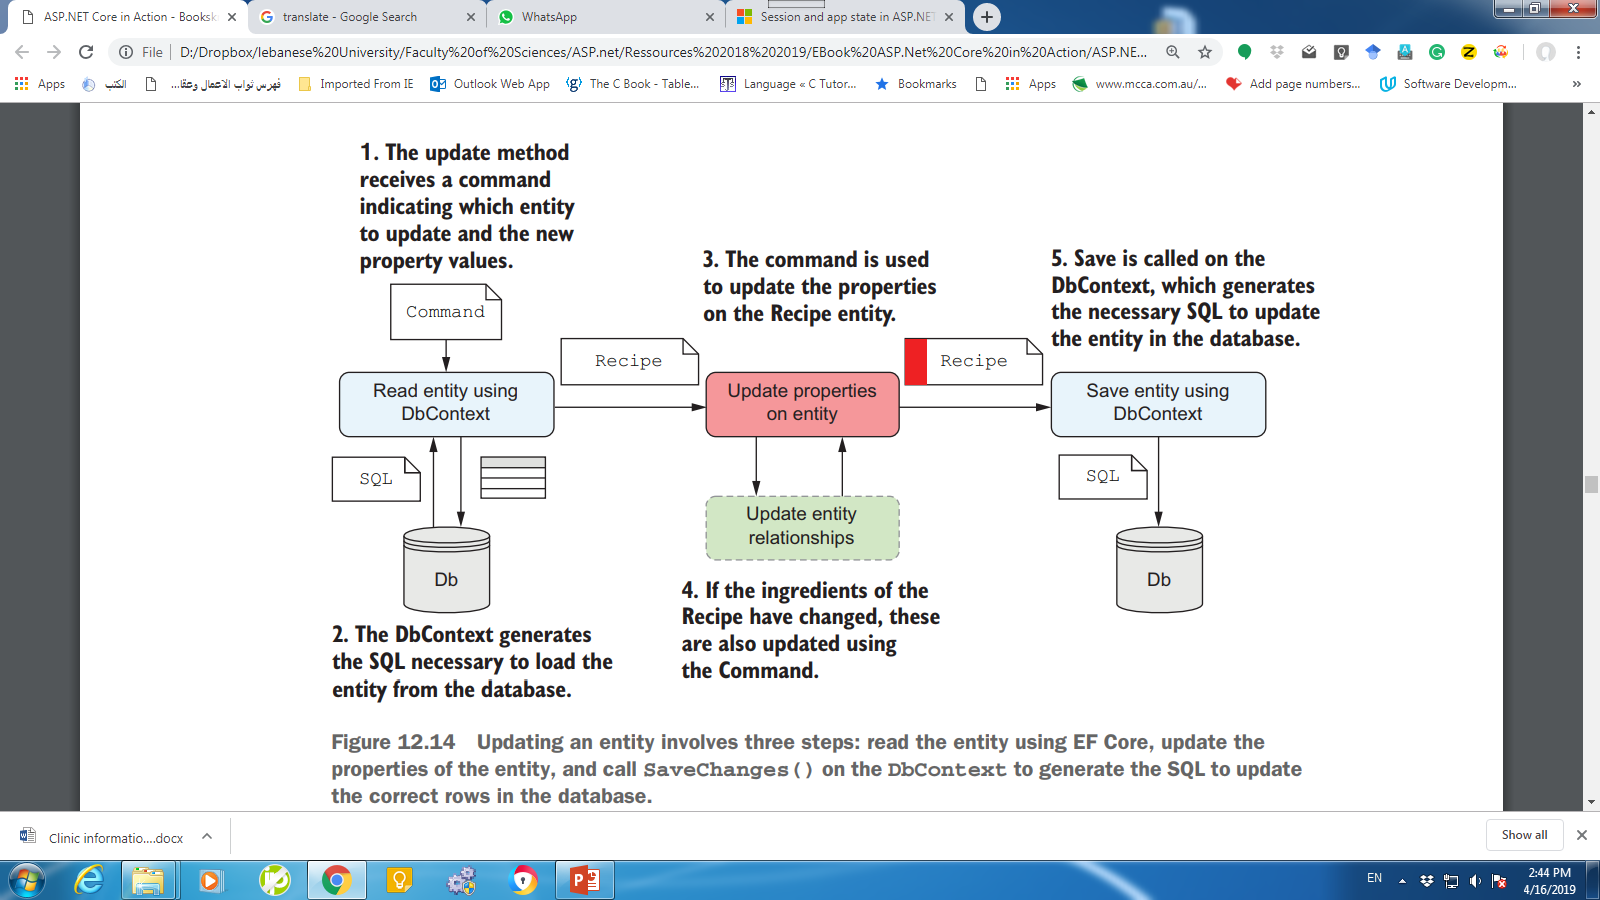 ASP.NET Core in Action - Booksk
translate - Google Search
WhatsApp
Session and app state in ASP.NET
File
D:/Dropbox/lebanese%20University/Faculty%20of%20Sciences/ASP.net/Ressources%202018%202019/EBook%20ASP.Net%20Core%20in%20Action/ASP.NE...
Apps
الكتب
فهرس ثواب الاعمال وعقا...
Imported From IE
Outlook Web App
The C Book - Table...
Language « C Tutor...
Bookmarks
Apps
www.mcca.com.au/...
Add page numbers...
Software Developm...
»
1. The update method
receives a command
indicating which entity
to update and the new
property values.
Command
Read entity using
DbContext
SQL
Db
2. The DbContext generates
the SQL necessary to load the
entity from the database.
Recipe
3. The command is used
to update the properties
on the Recipe entity.
Update properties
on entity
Update entity
relationships
4. If the ingredients of the
Recipe have changed, these
are also updated using
the Command.
Recipe
5. Save is called on the
DbContext, which generates
the necessary SQL to update
the entity in the database.
Save entity using
DbContext
SQL
Db
Figure 12.14 Updating an entity involves three steps: read the entity using EF Core, update the
properties of the entity, and call SaveChanges() on the DbContext to generate the SQL to update
the correct rows in the database.
Clinic informatio....docx
Show all
EN
2:44 PM
4/16/2019